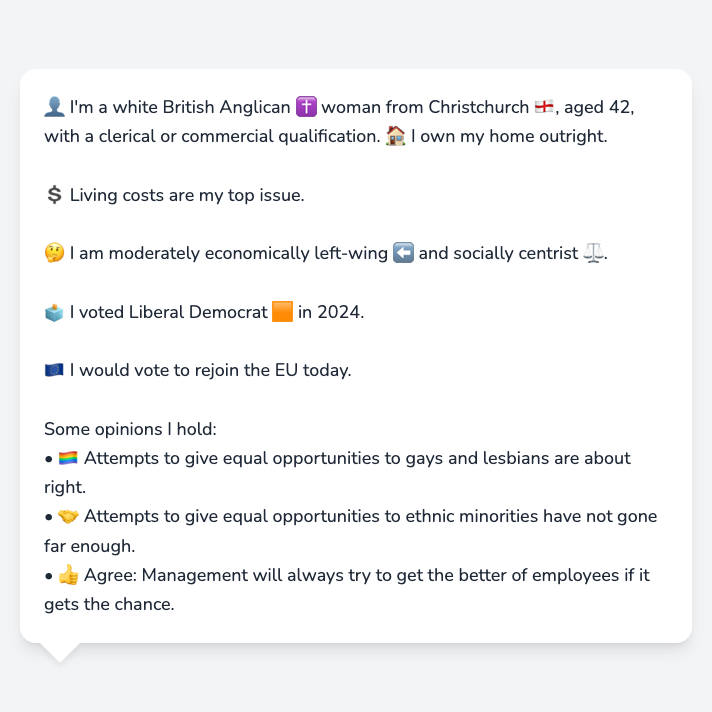 👤 I'm a white British Anglican ✝️ woman from Christchurch 🏴󠁧󠁢󠁥󠁮󠁧󠁿, aged 42,
with a clerical or commercial qualification. 🏠 I own my home outright.
💲 Living costs are my top issue.
🤔 I am moderately economically left-wing ⬅️ and socially centrist ⚖️.
🗳️ I voted Liberal Democrat 🟧 in 2024.
🇪🇺 I would vote to rejoin the EU today.
Some opinions I hold:
• 🏳️‍🌈 Attempts to give equal opportunities to gays and lesbians are about
right.
• 🤝 Attempts to give equal opportunities to ethnic minorities have not gone
far enough.
• 👍 Agree: Management will always try to get the better of employees if it
gets the chance.